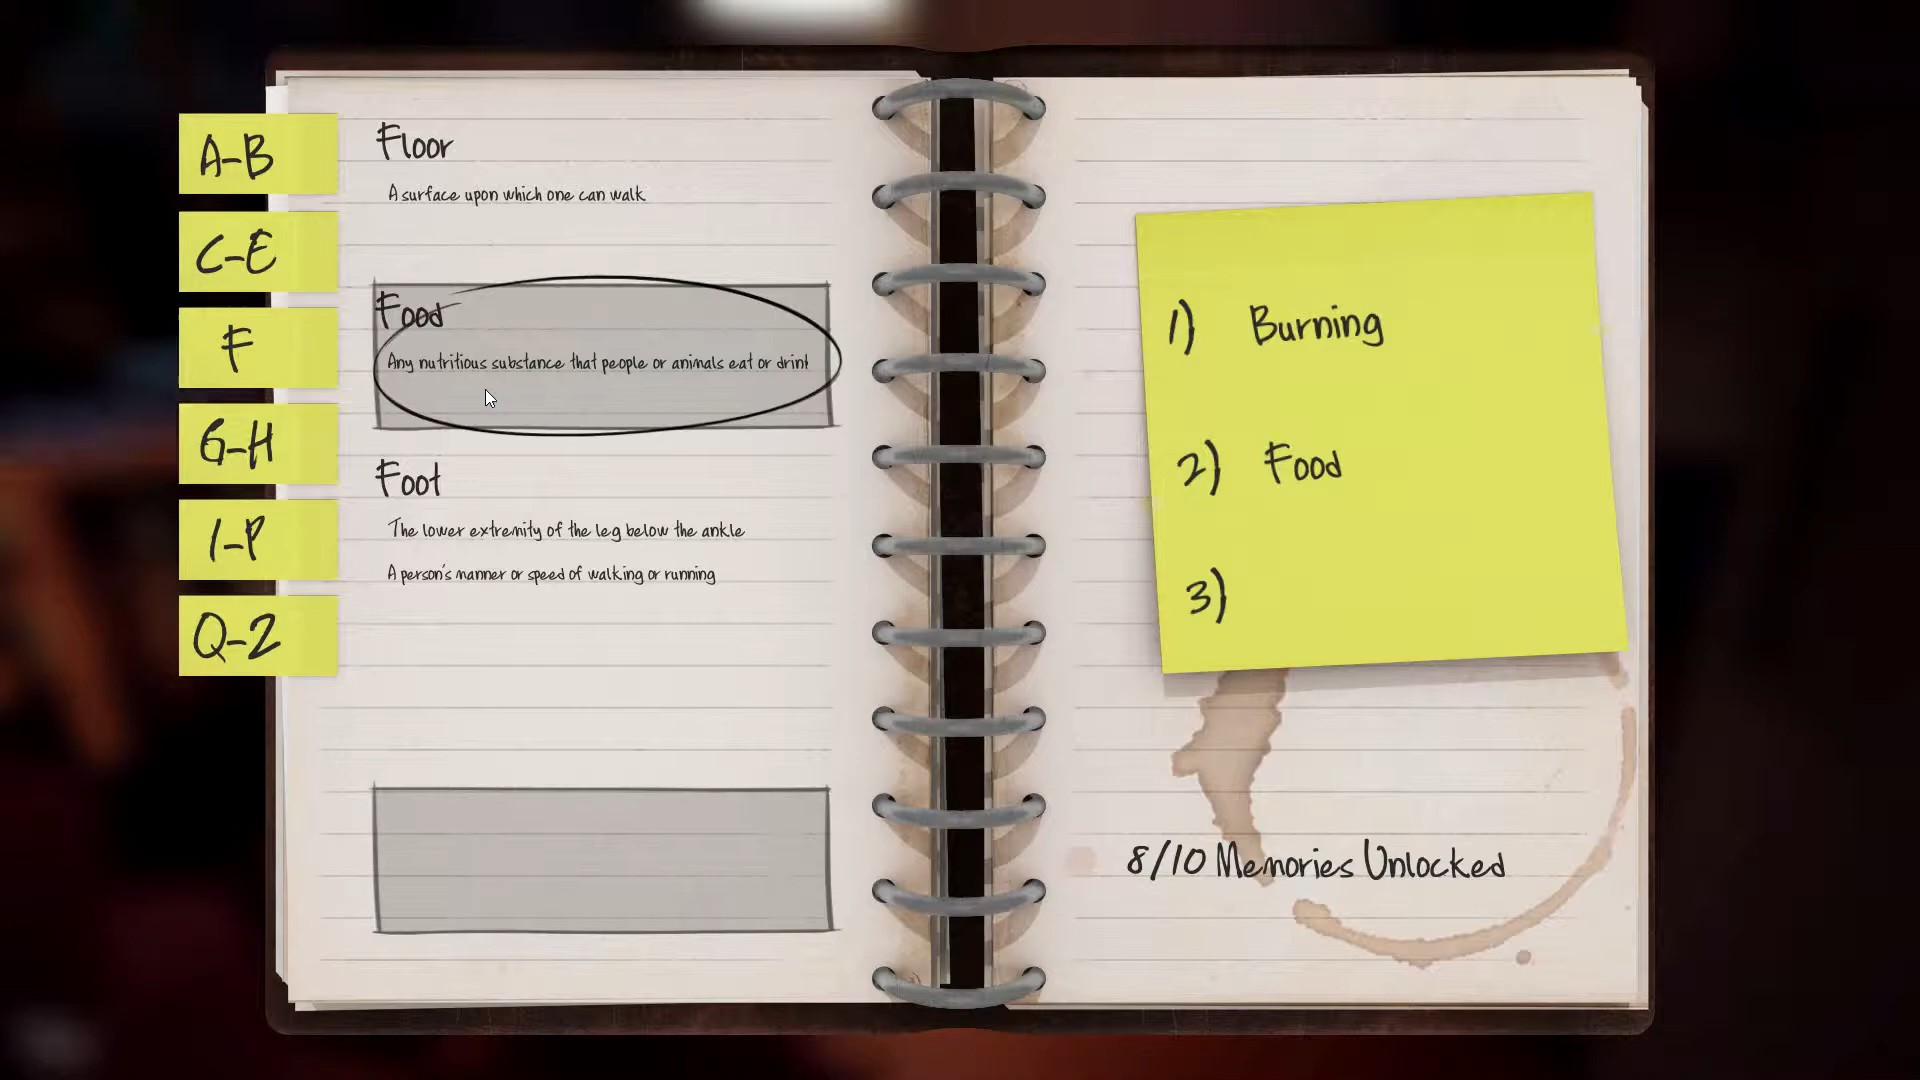 A-B
C-E
F
G-H
I-P
Q-Z
Floor
A surface upon which one can walk
Food
Any nutritious substance that people or animals eat or drink
Foot
The lower extremity of the leg below the ankle
A person's manner or speed of walking or running
1) Burning
2) Food
3)
8/10 Memories Unlocked